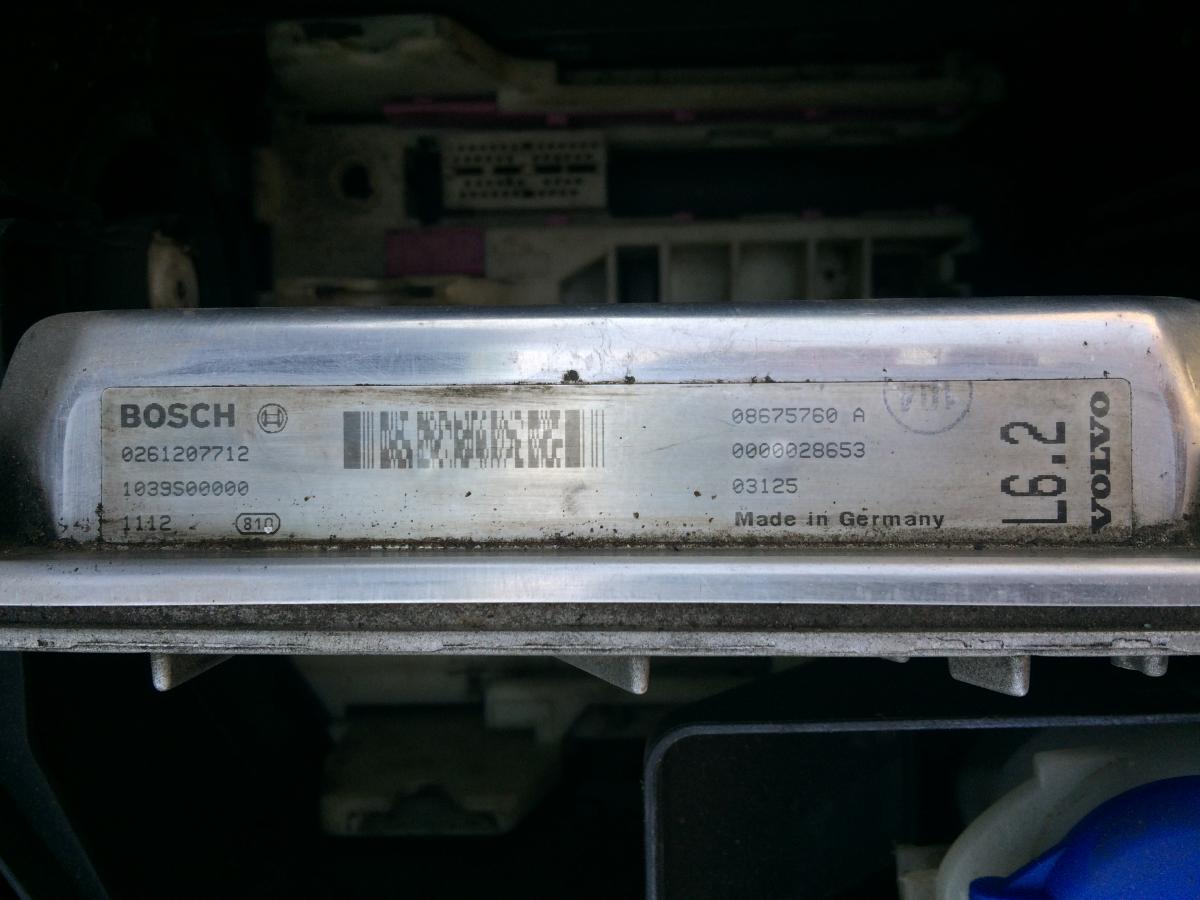 BOSCH
0261207712
1039S00000
1112 810
08675760 A
0000028653
03125
Made in Germany
L6.2
VOLVO